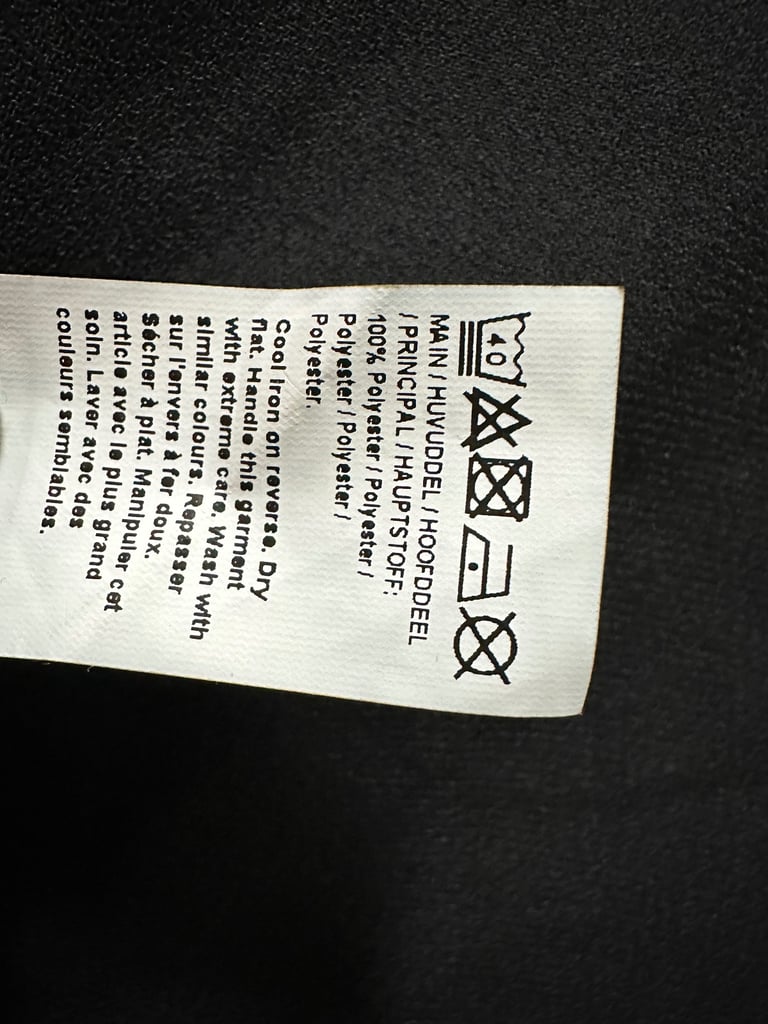 40
MAIN / HUVUDDEL / HOOFDDEEL
/ PRINCIPAL / HAUPTSTOFF:
100% Polyester / Polyester /
Polyester / Polyester /
Polyester.
Cool iron on reverse. Dry
flat. Handle this garment
with extreme care. Wash with
similar colours. Repasser
sur l'envers à fer doux.
Sécher à plat. Manipuler cet
article avec le plus grand
soin. Laver avec des
couleurs semblables.